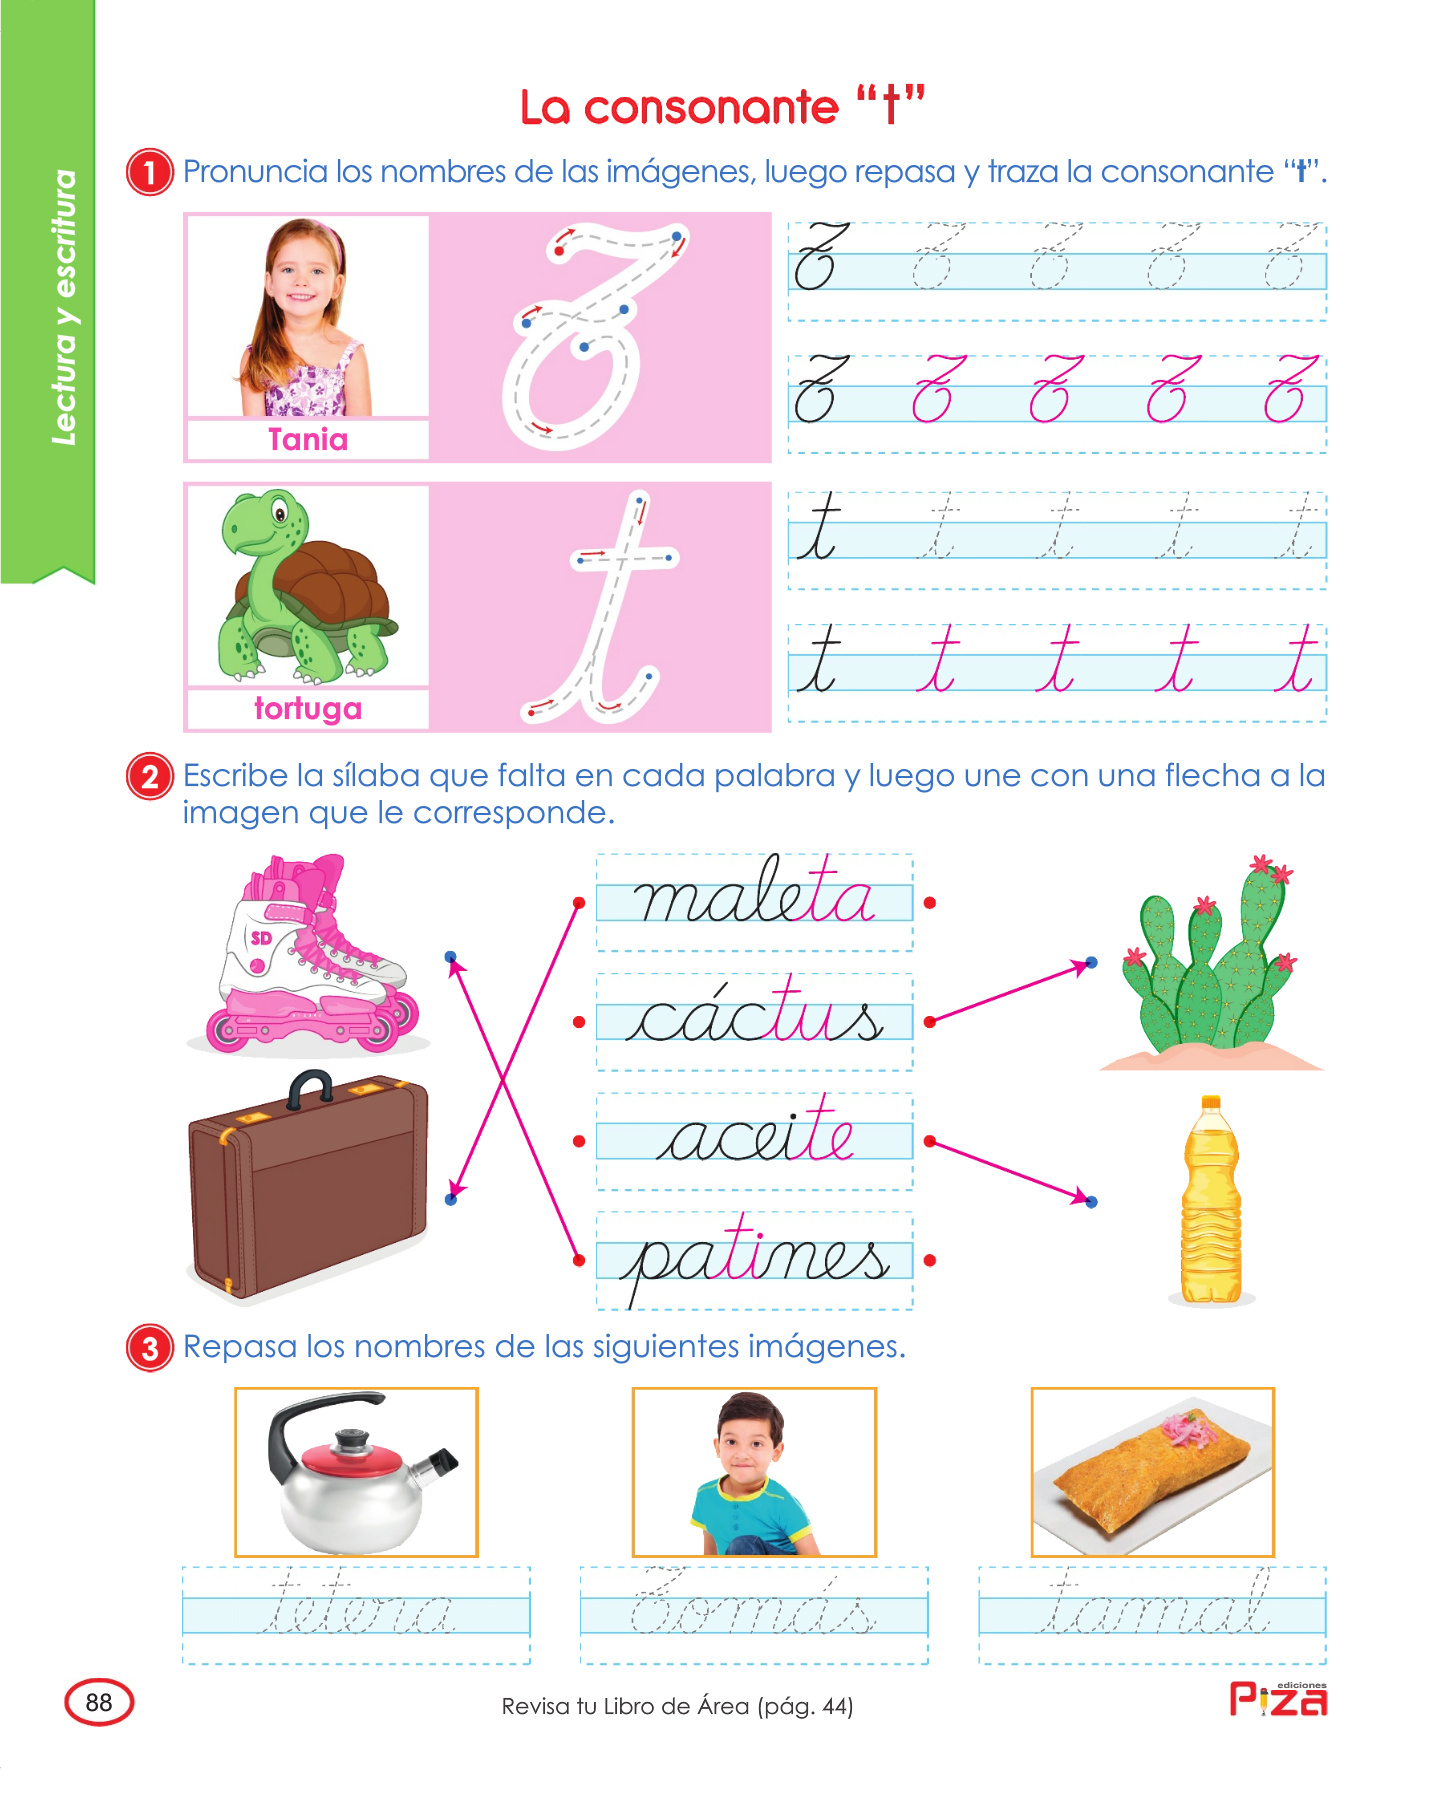 Lectura y escritura
La consonante “t”
1 Pronuncia los nombres de las imágenes, luego repasa y traza la consonante “t”.
T T T T T
T T T T T
Tania
t t t t t
t t t t t
tortuga
2 Escribe la sílaba que falta en cada palabra y luego une con una flecha a la
imagen que le corresponde.
SD
maleta
cáctus
aceite
patines
3 Repasa los nombres de las siguientes imágenes.
tetera Tomás tamal
88
Revisa tu Libro de Área (pág. 44)
ediciones
Piza